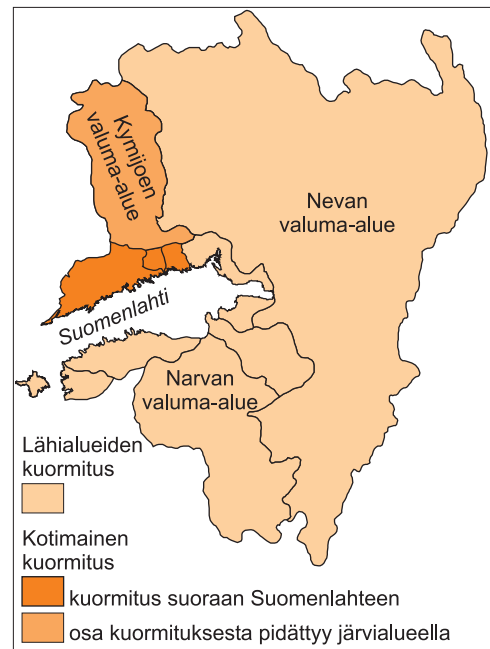 Kymijoen
valuma-alue
Nevan
valuma-alue
Suomenlahti
Narvan
valuma-alue
Lähialueiden
kuormitus
Kotimainen
kuormitus
kuormitus suoraan Suomenlahteen
osa kuormituksesta pidättyy järvialueella